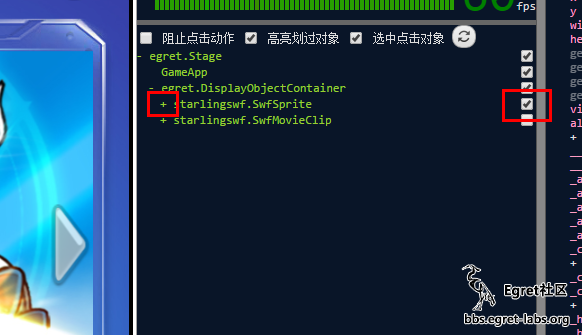 fps
阻止点击动作 高亮划过对象 选中点击对象
- egret.Stage
GameApp
- egret.DisplayObjectContainer
+ starlingswf.SwfSprite
+ starlingswf.SwfMovieClip
Egret社区
bbs.egret-labs.org
y
wi
he
ge
ge
ge
vi
al
+
_a
_a
_a
_a
_c
+
_c
_c
+
_h